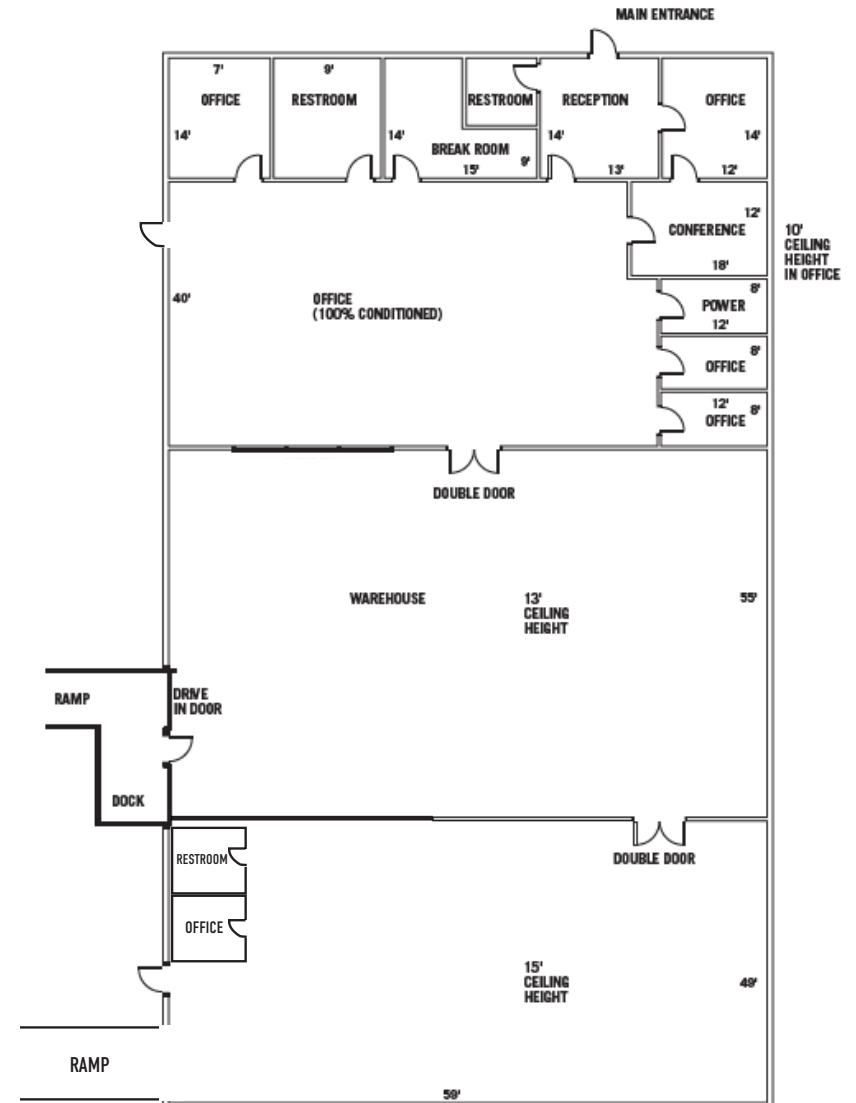 MAIN ENTRANCE
7'
9'
OFFICE
RESTROOM
RESTROOM
RECEPTION
OFFICE
14'
14'
14'
14'
BREAK ROOM
9'
15'
13'
12'
12'
CONFERENCE
18'
10'
CEILING
HEIGHT
IN OFFICE
40'
OFFICE
(100% CONDITIONED)
8'
POWER
12'
8'
OFFICE
12'
8'
OFFICE
DOUBLE DOOR
WAREHOUSE
13'
CEILING
HEIGHT
55'
RAMP
DRIVE
IN DOOR
DOCK
DOUBLE DOOR
RESTROOM
OFFICE
15'
CEILING
HEIGHT
49'
RAMP
59'